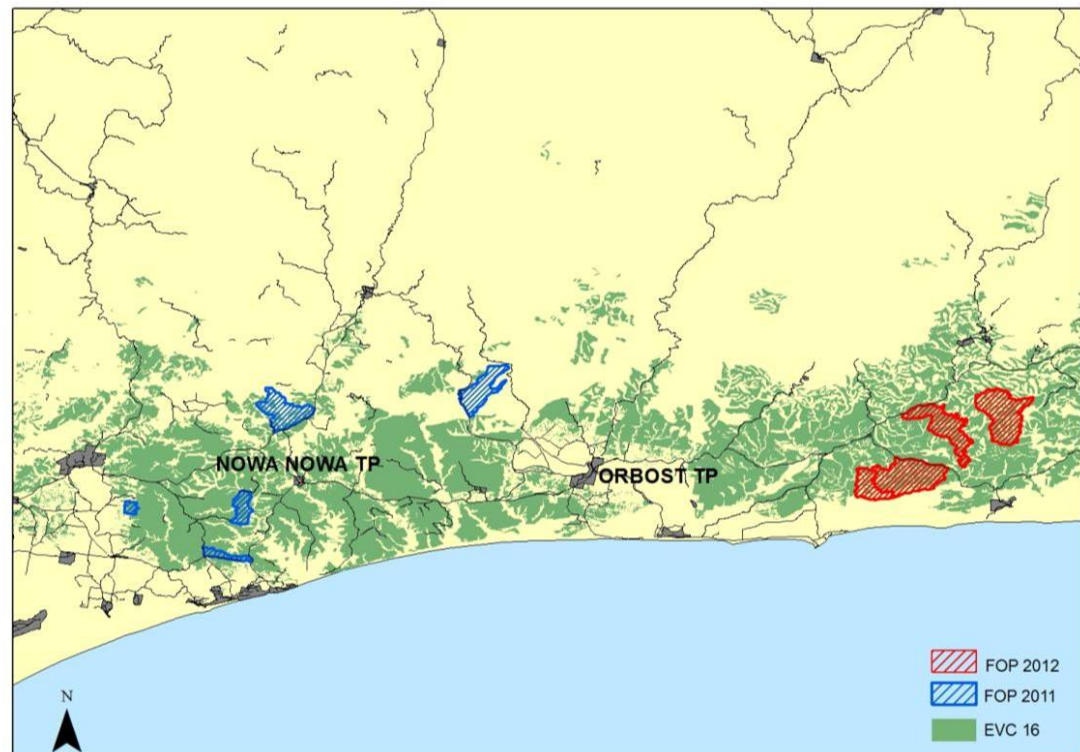 NOWA NOWA TP
ORBOST TP
N
FOP 2012
FOP 2011
EVC 16